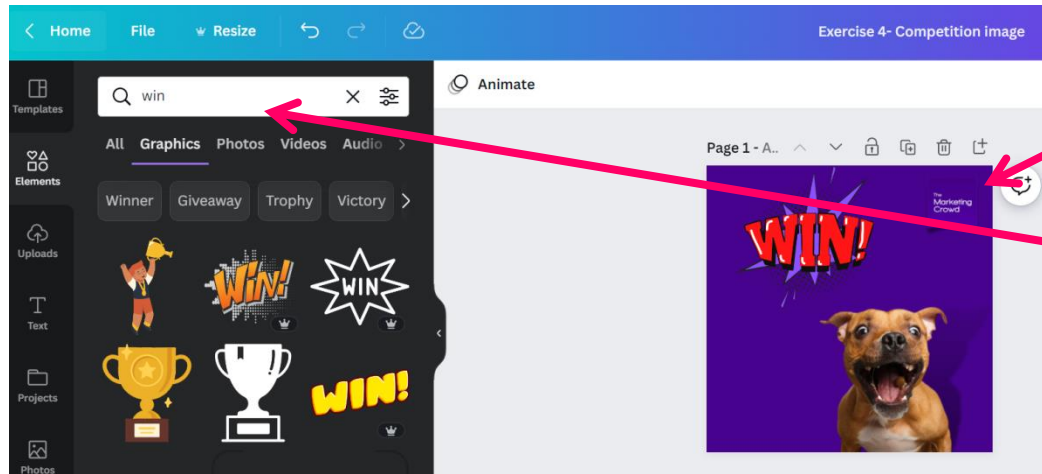 Home File Resize Exercise 4- Competition image
Templates
win
Animate
All Graphics Photos Videos Audio
Page 1 - A..
Elements
Winner Giveaway Trophy Victory
The
Marketing
Crowd
Uploads
WIN!
WIN!
WIN
Text
Projects
WIN!
Photos